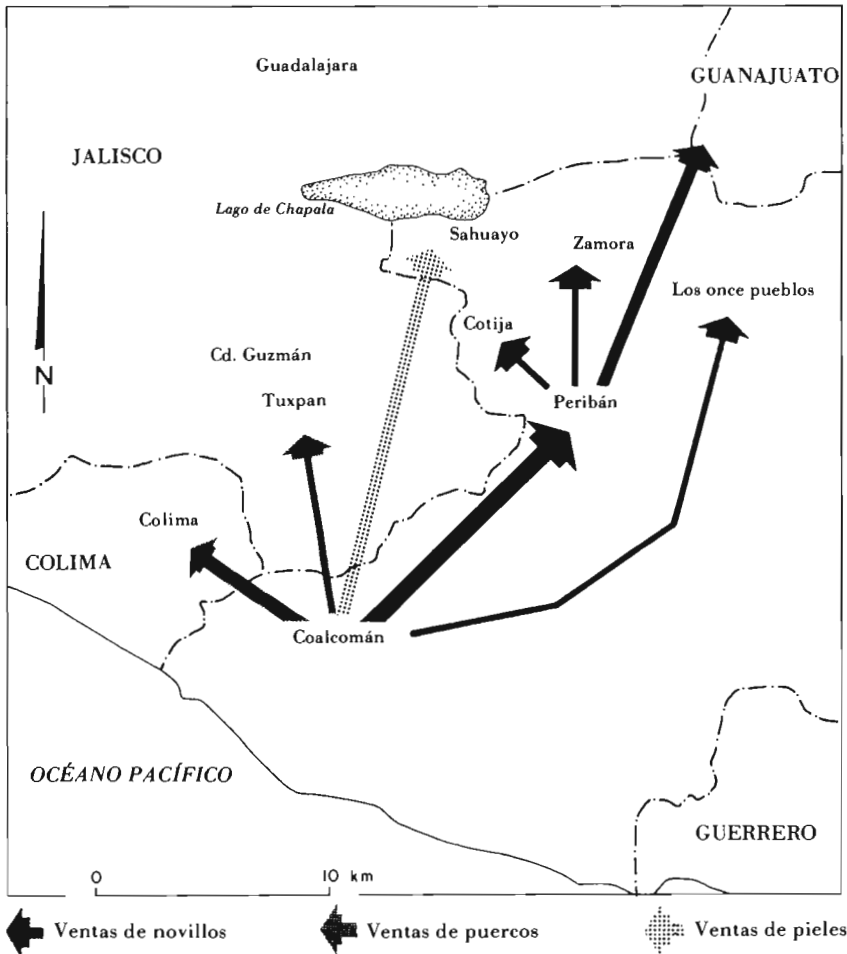 Guadalajara
GUANAJUATO
JALISCO
Lago de Chapala
Sahuayo
Zamora
Los once pueblos
Cotija
Cd. Guzmán
N
Tuxpan
Peribán
Colima
COLIMA
Coalcomán
OCÉANO PACÍFICO
GUERRERO
0 10 km
Ventas de novillos Ventas de puercos Ventas de pieles